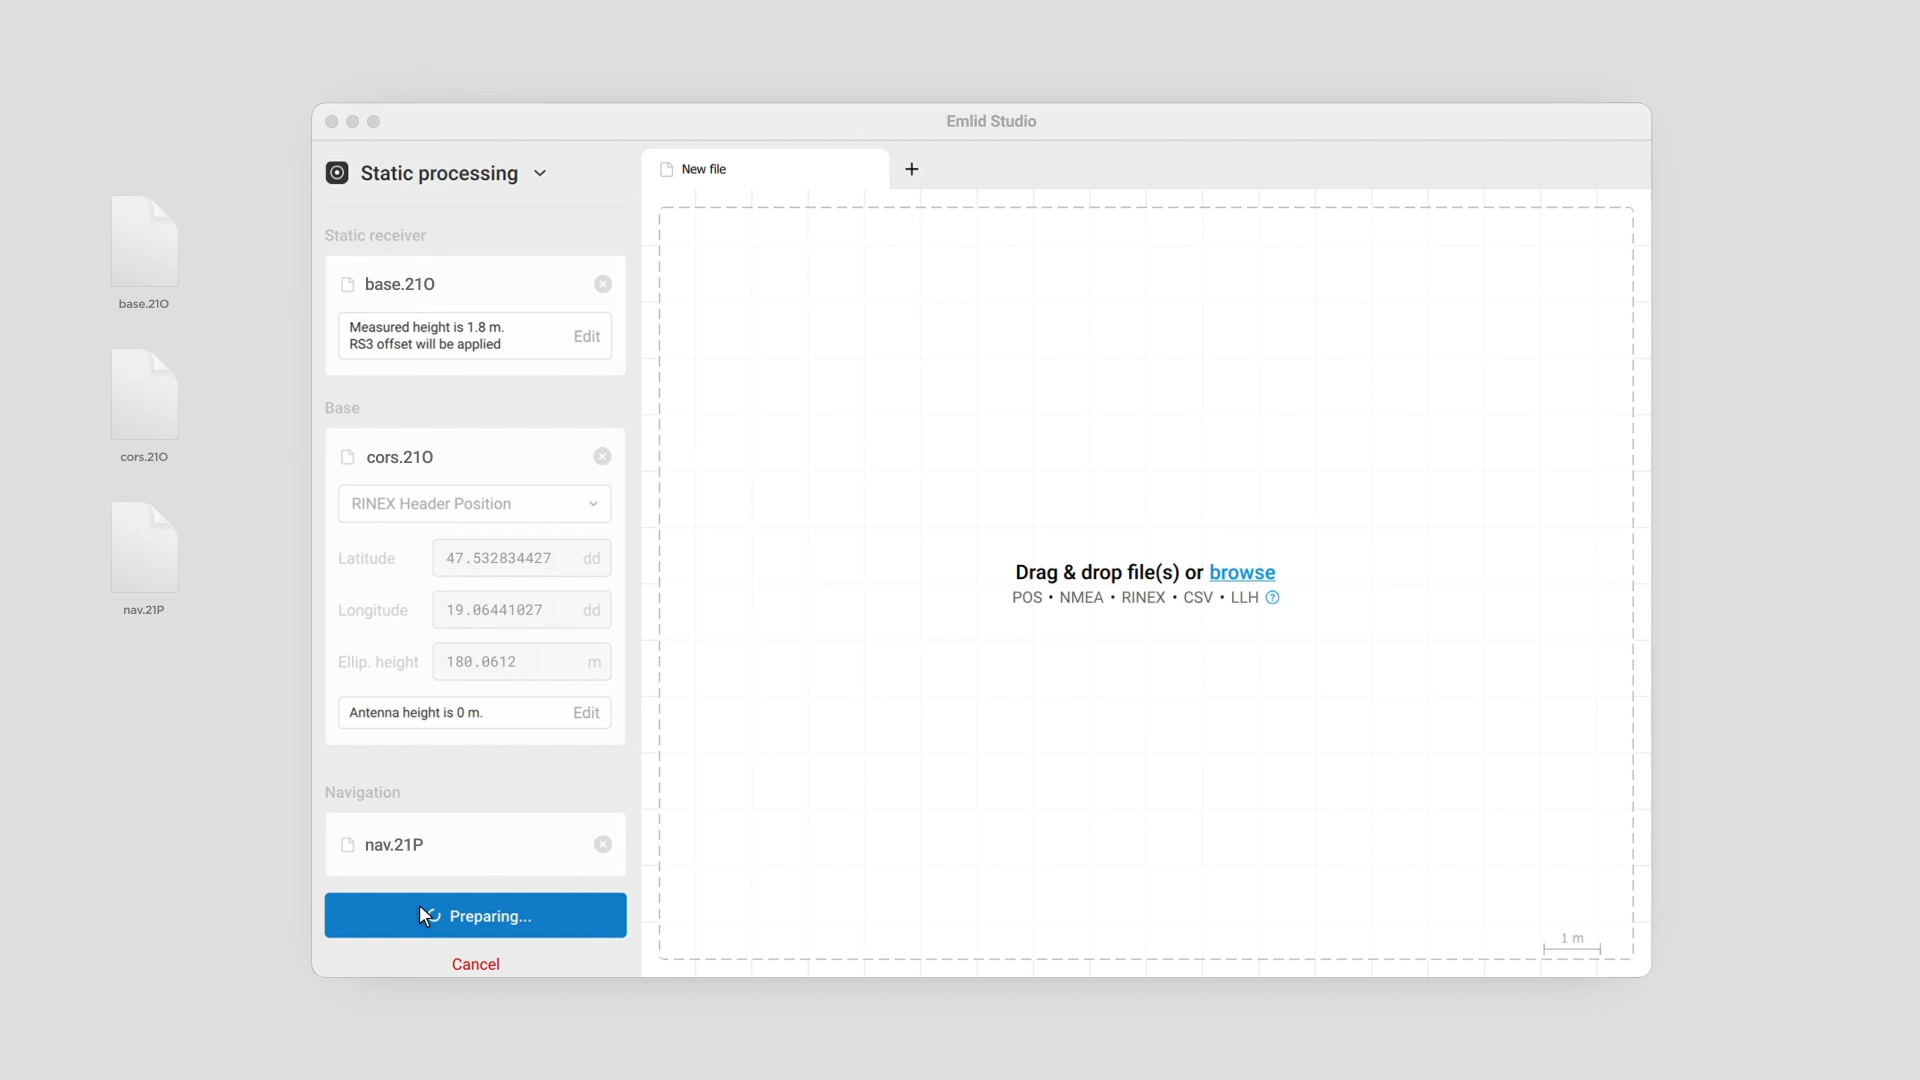 Emlid Studio
Static processing
New file
+
Static receiver
base.21O
Measured height is 1.8 m.
RS3 offset will be applied
Edit
Base
cors.21O
RINEX Header Position
Latitude
47.532834427
dd
Longitude
19.06441027
dd
Ellip. height
180.0612
m
Antenna height is 0 m.
Edit
Navigation
nav.21P
Preparing...
Cancel
Drag & drop file(s) or browse
POS • NMEA • RINEX • CSV • LLH ?
1 m
base.21O
cors.21O
nav.21P